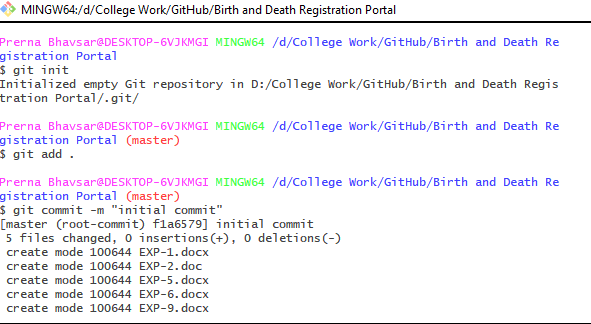 MINGW64:/d/College Work/GitHub/Birth and Death Registration Portal
Prerna Bhavsar@DESKTOP-6VJKMGI MINGW64 /d/College Work/GitHub/Birth and Death Re
gistration Portal
$ git init
Initialized empty Git repository in D:/College Work/GitHub/Birth and Death Regis
tration Portal/.git/
Prerna Bhavsar@DESKTOP-6VJKMGI MINGW64 /d/College Work/GitHub/Birth and Death Re
gistration Portal (master)
$ git add .
Prerna Bhavsar@DESKTOP-6VJKMGI MINGW64 /d/College Work/GitHub/Birth and Death Re
gistration Portal (master)
$ git commit -m "initial commit"
[master (root-commit) f1a6579] initial commit
 5 files changed, 0 insertions(+), 0 deletions(-)
 create mode 100644 EXP-1.docx
 create mode 100644 EXP-2.doc
 create mode 100644 EXP-5.docx
 create mode 100644 EXP-6.docx
 create mode 100644 EXP-9.docx